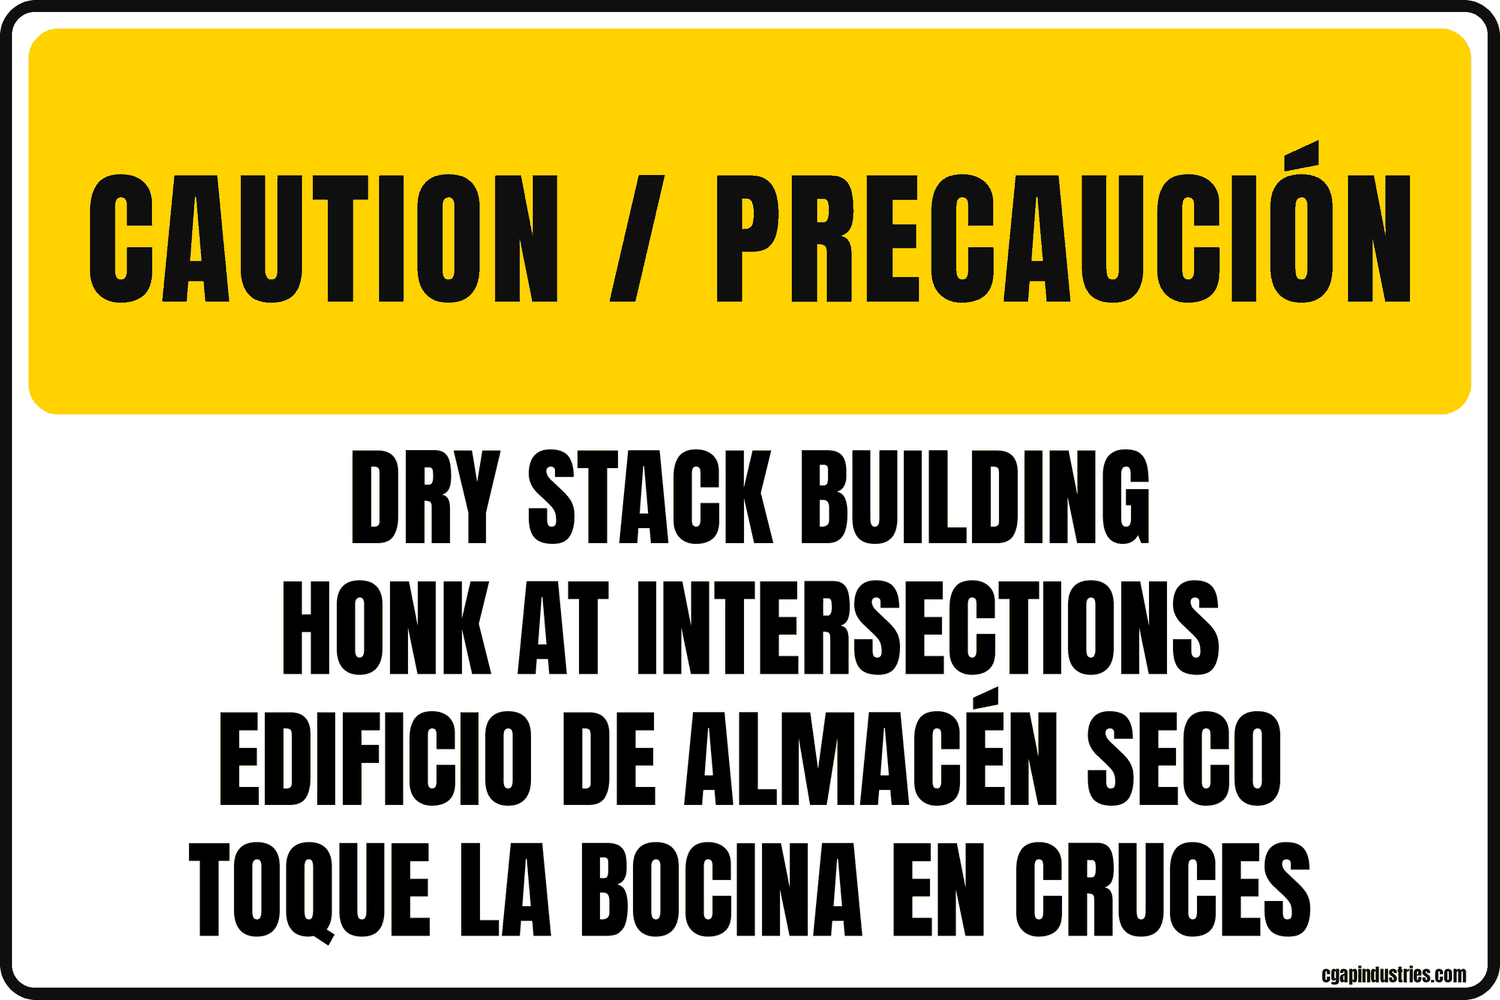 CAUTION / PRECAUCIÓN
DRY STACK BUILDING
HONK AT INTERSECTIONS
EDIFICIO DE ALMACÉN SECO
TOQUE LA BOCINA EN CRUCES
cgapindustries.com